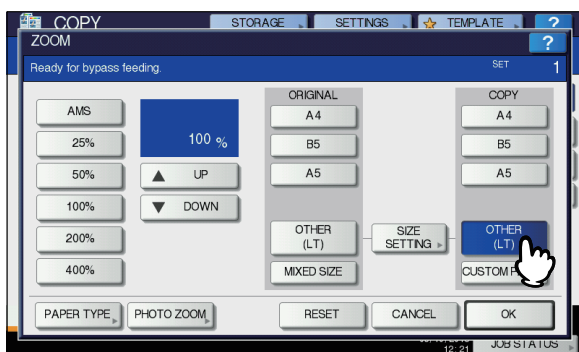 COPY STORAGE SETTINGS TEMPLATE ?
ZOOM ?
Ready for bypass feeding. SET 1
ORIGINAL COPY
AMS A4 A4
25% 100 % B5 B5
50% UP A5 A5
100% DOWN
200% OTHER (LT) SIZE SETTING OTHER (LT)
400% MIXED SIZE CUSTOM
PAPER TYPE PHOTO ZOOM RESET CANCEL OK
12:21 JOB STATUS